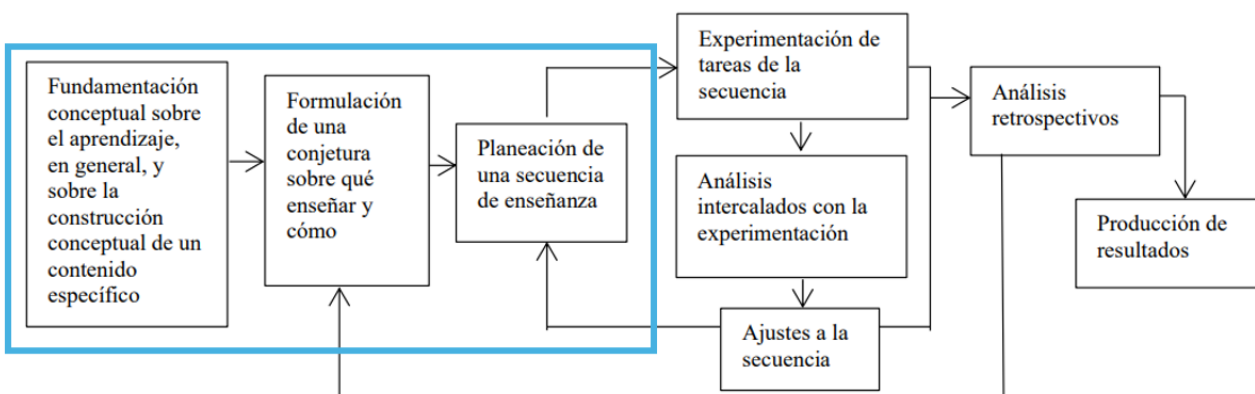 Fundamentación
conceptual sobre
el aprendizaje,
en general, y
sobre la
construcción
conceptual de un
contenido
específico
Formulación
de una
conjetura
sobre qué
enseñar y
cómo
Planeación de
una secuencia
de enseñanza
Experimentación de
tareas de la
secuencia
Análisis
intercalados con la
experimentación
Ajustes a la
secuencia
Análisis
retrospectivos
Producción de
resultados